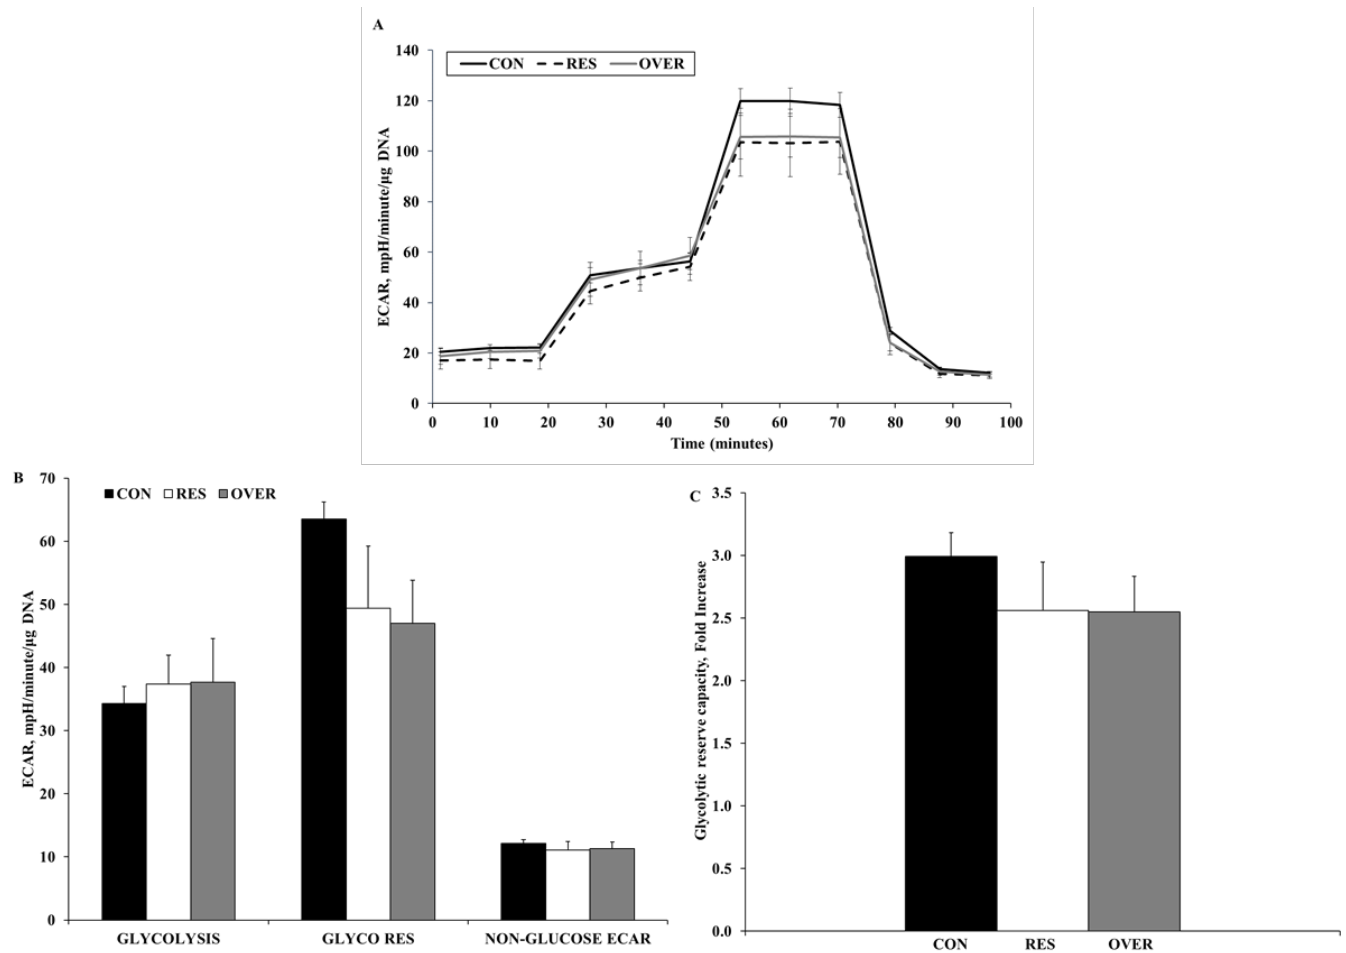 A
140
120
100
80
60
40
20
0
CON RES OVER
ECAR, mpH/minute/µg DNA
0 10 20 30 40 50 60 70 80 90 100
Time (minutes)
B
70
60
50
40
30
20
10
0
CON RES OVER
ECAR, mpH/minute/µg DNA
GLYCOLYSIS GLYCO RES NON-GLUCOSE ECAR
C
3.5
3.0
2.5
2.0
1.5
1.0
0.5
0.0
Glycolytic reserve capacity, Fold Increase
CON RES OVER